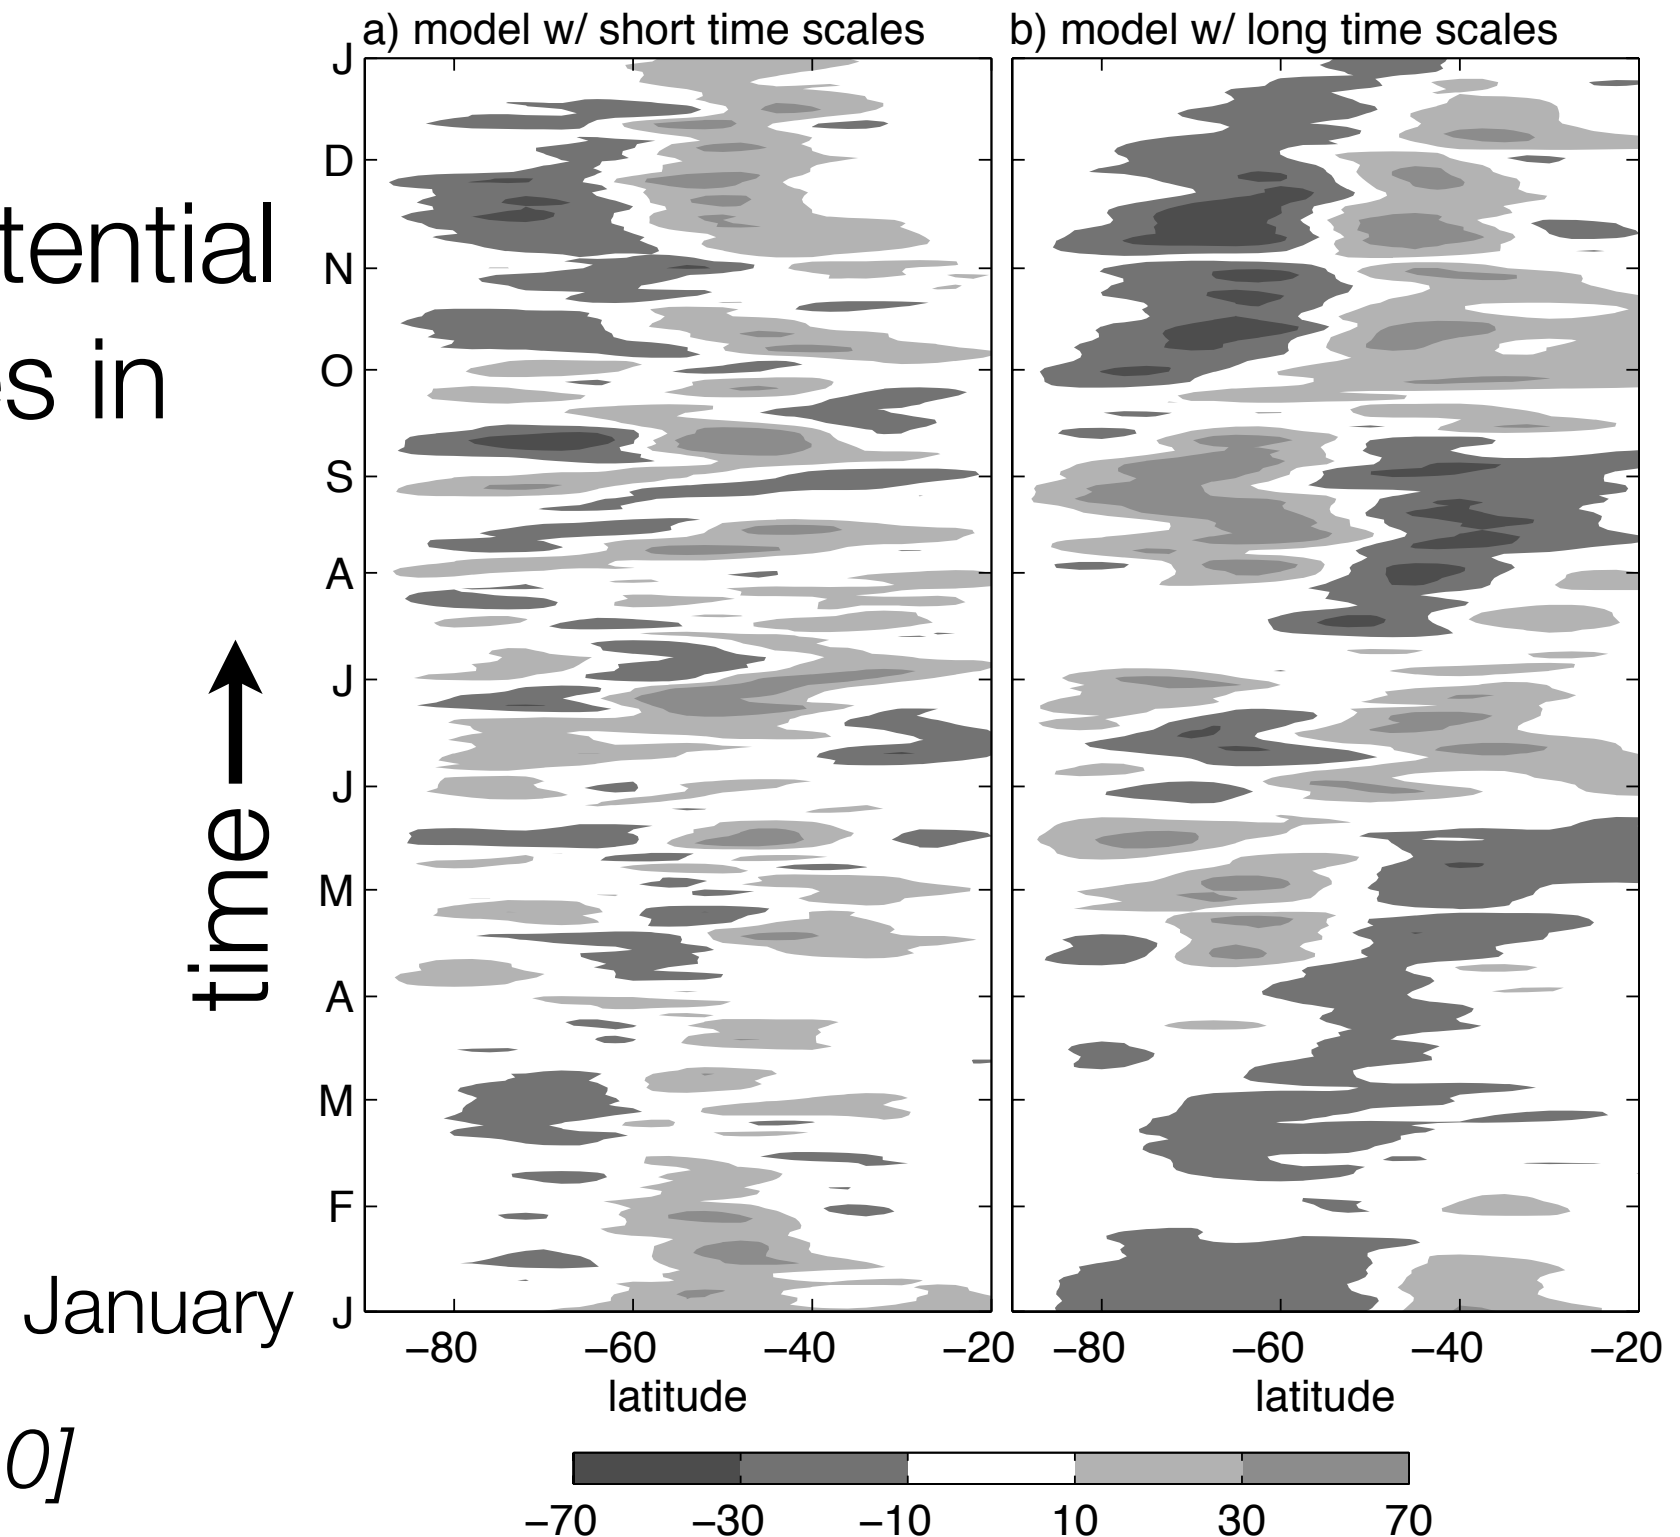 a) model w/ short time scales
b) model w/ long time scales
tential
es in
time
January
0]
J
D
N
O
S
A
J
J
M
A
M
F
J
−80 −60 −40 −20
−80 −60 −40 −20
latitude
latitude
−70 −30 −10 10 30 70